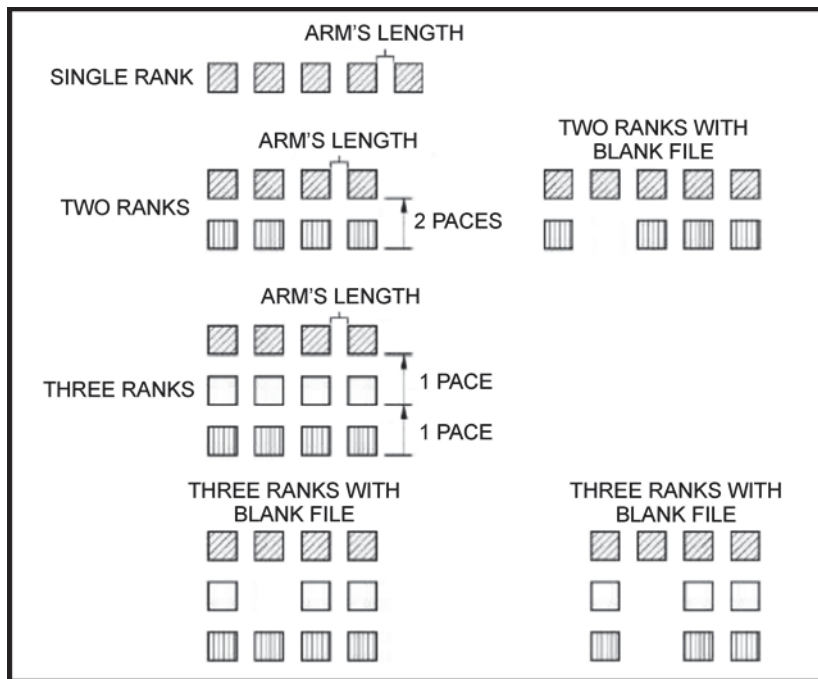 ARM'S LENGTH
SINGLE RANK
ARM'S LENGTH
TWO RANKS WITH
BLANK FILE
TWO RANKS
2 PACES
ARM'S LENGTH
1 PACE
THREE RANKS
1 PACE
THREE RANKS WITH
BLANK FILE
THREE RANKS WITH
BLANK FILE